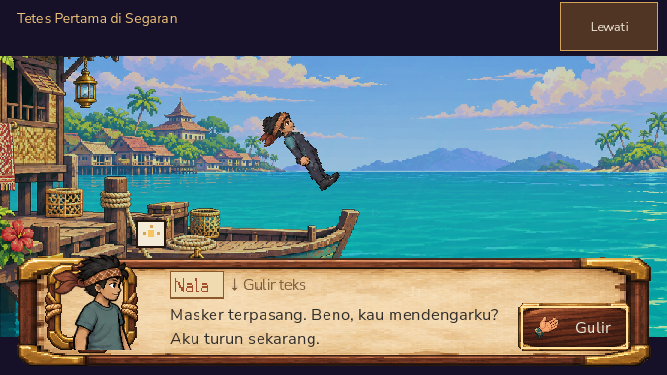 Tetes Pertama di Segaran
Lewati
Nala ↓ Gulir teks
Masker terpasang. Beno, kau mendengarku?
Aku turun sekarang.
Gulir